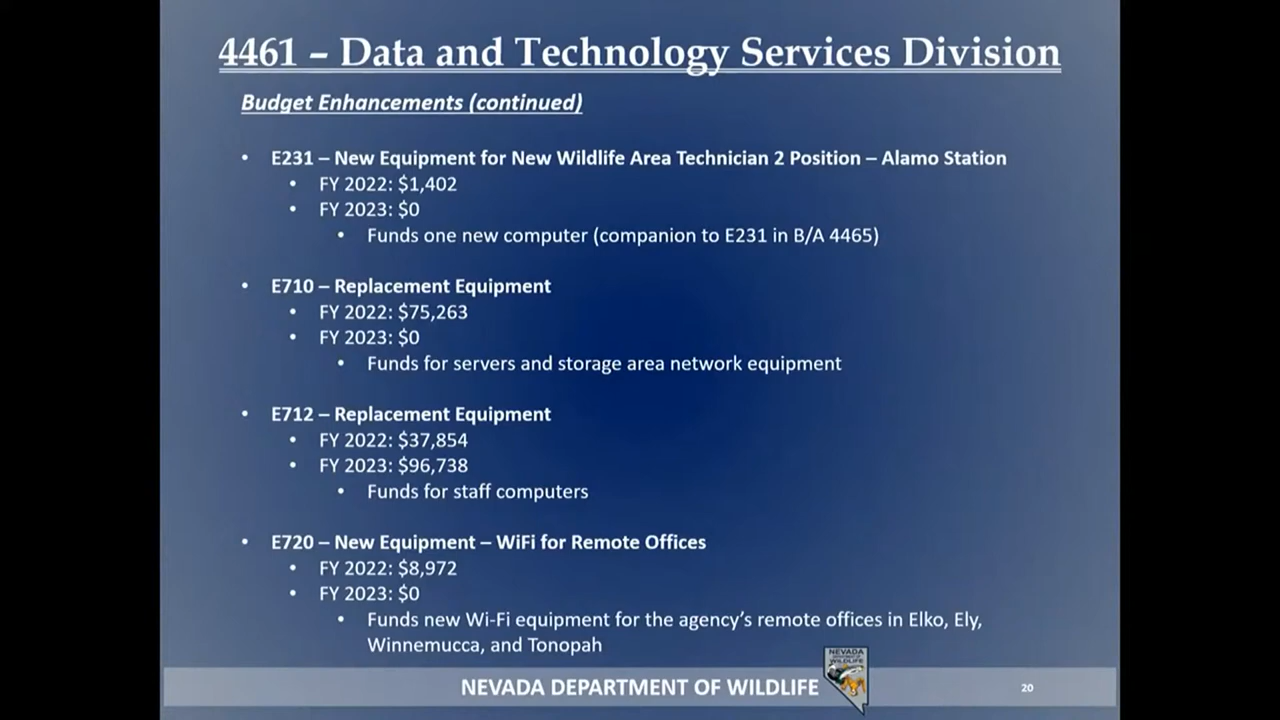 4461 – Data and Technology Services Division
Budget Enhancements (continued)
• E231 – New Equipment for New Wildlife Area Technician 2 Position – Alamo Station
• FY 2022: $1,402
• FY 2023: $0
• Funds one new computer (companion to E231 in B/A 4465)
• E710 – Replacement Equipment
• FY 2022: $75,263
• FY 2023: $0
• Funds for servers and storage area network equipment
• E712 – Replacement Equipment
• FY 2022: $37,854
• FY 2023: $96,738
• Funds for staff computers
• E720 – New Equipment – WiFi for Remote Offices
• FY 2022: $8,972
• FY 2023: $0
• Funds new Wi-Fi equipment for the agency’s remote offices in Elko, Ely,
Winnemucca, and Tonopah
NEVADA
DEPARTMENT OF
WILDLIFE
NEVADA DEPARTMENT OF WILDLIFE
20